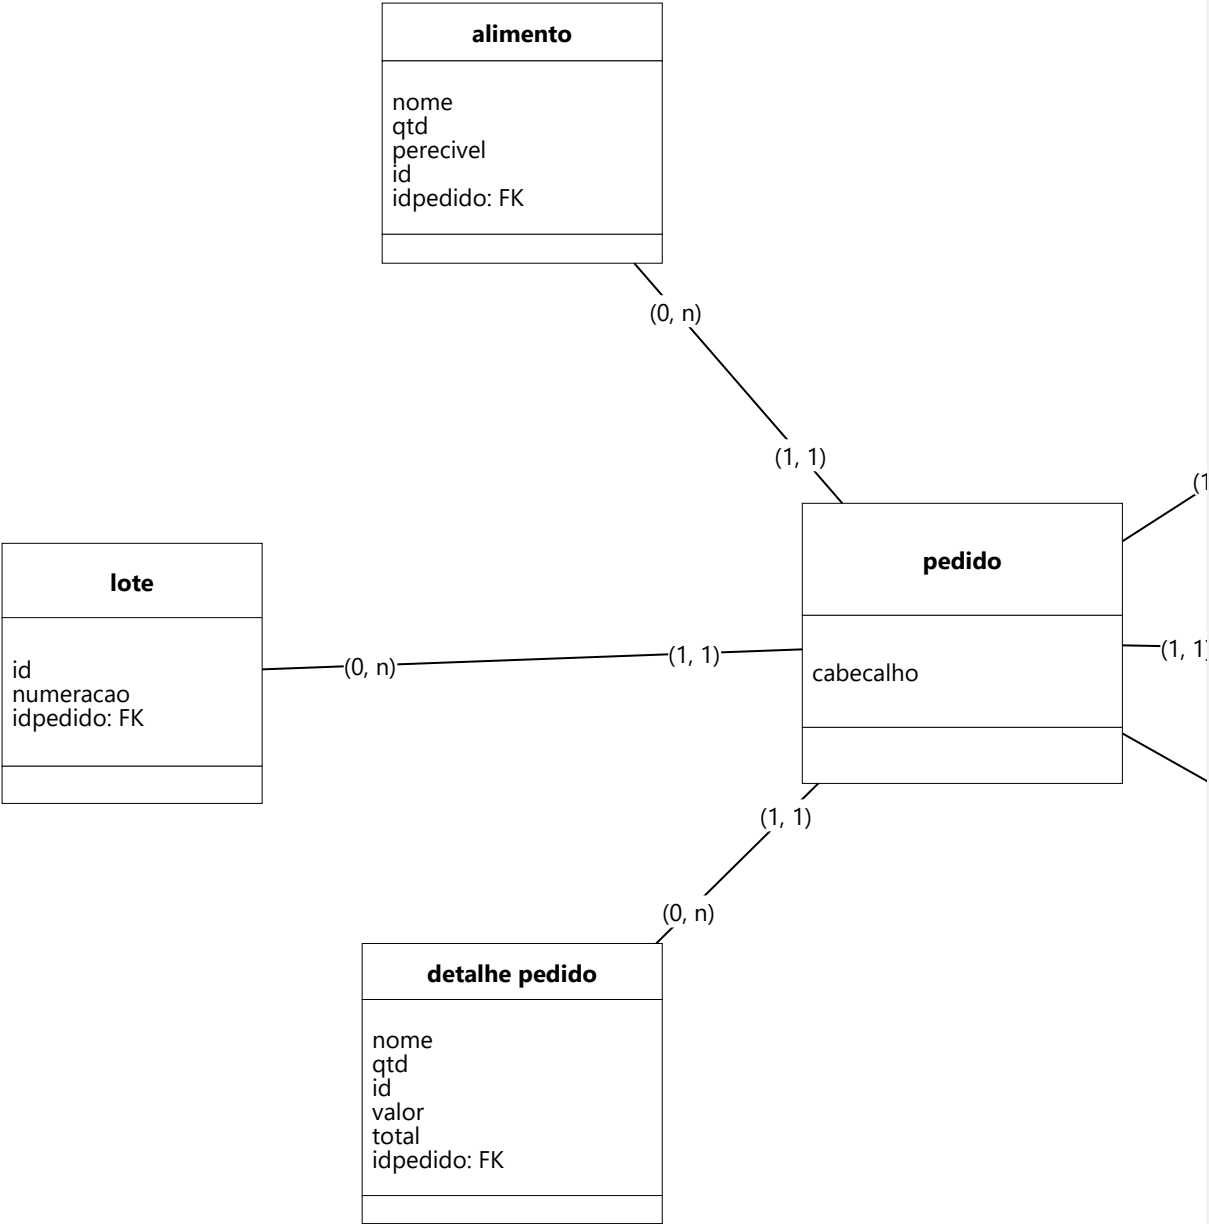 alimento
nome
qtd
perecivel
id
idpedido: FK
(0, n)
(1, 1)
pedido
cabecalho
lote
id
numeracao
idpedido: FK
(0, n)
(1, 1)
(1
(1, 1)
(1, 1)
(0, n)
detalhe pedido
nome
qtd
id
valor
total
idpedido: FK